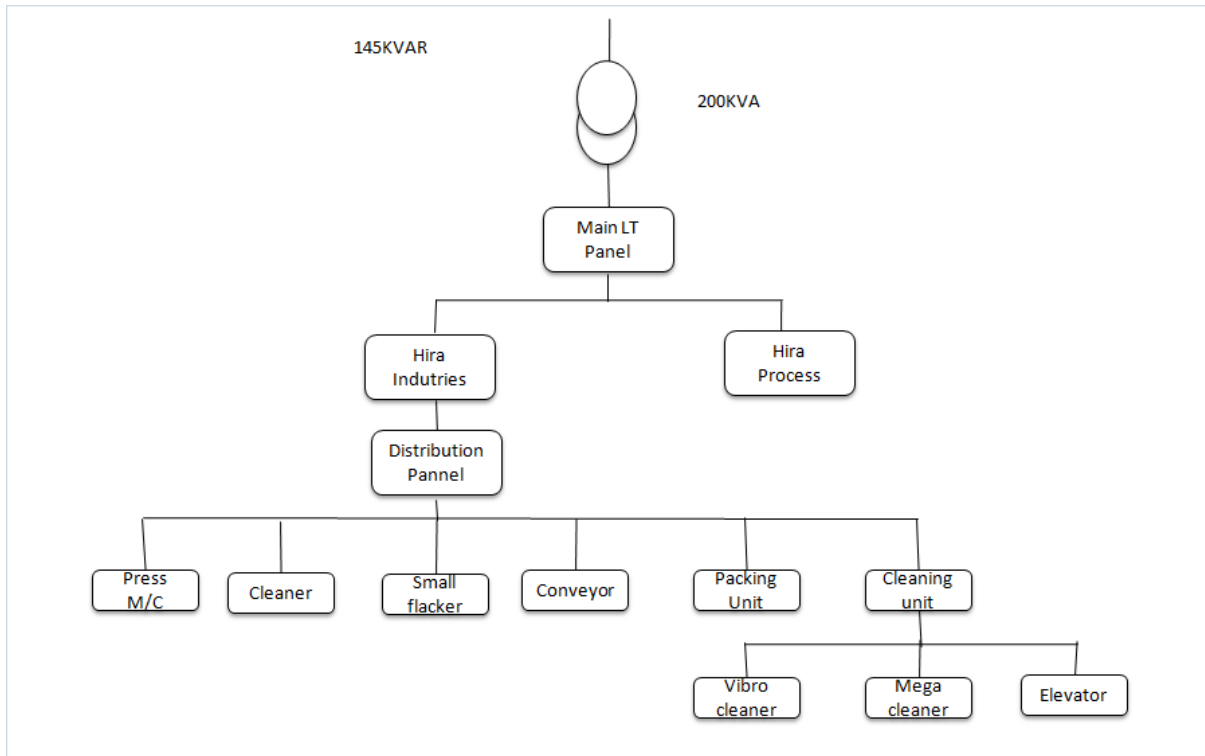 145KVAR
200KVA
Main LT
Panel
Hira
Indutries
Hira
Process
Distribution
Pannel
Press
M/C
Cleaner
Small
flacker
Conveyor
Packing
Unit
Cleaning
unit
Vibro
cleaner
Mega
cleaner
Elevator